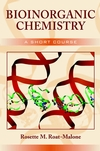 BIOINORGANIC
CHEMISTRY
A SHORT COURSE
Rosette M. Roat-Malone